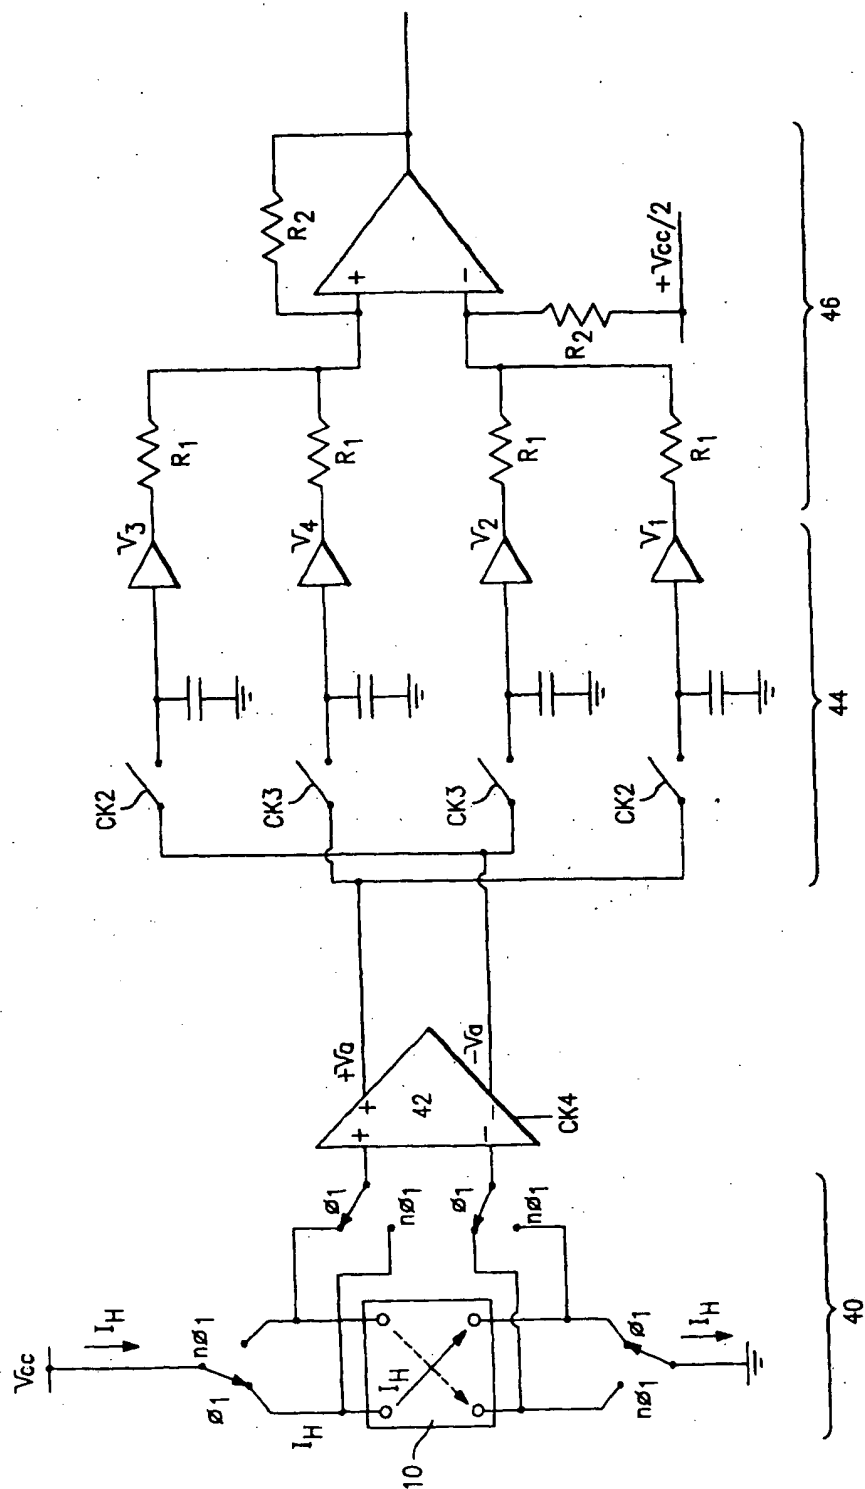 R2
+
−
R2
+Vcc/2
46
R1
R1
R1
R1
V3
V4
V2
V1
44
CK2
CK3
CK3
CK2
+Va
−Va
+
+
42
−
−
CK4
Vcc
IH
nø1
ø1
ø1
nø1
ø1
nø1
IH
IH
10
ø1
nø1
IH
40